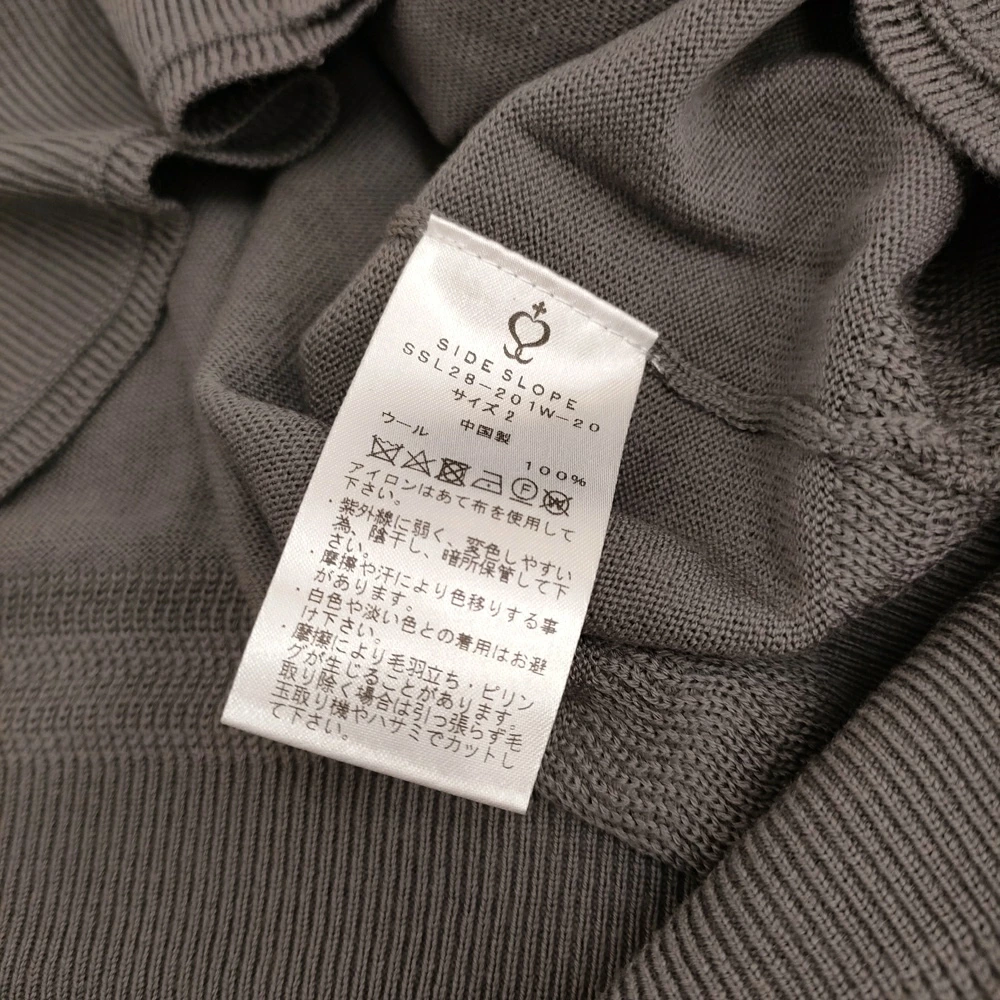 SIDE SLOPE
SSL28-201W-20
サイズ 2
中国製
ウール 100%
F W
アイロンはあて布を使用して
下さい。
・紫外線に弱く、変色しやすい
為、陰干し、暗所保管して下
さい。
・摩擦や汗により色移りする事
があります。
・白色や淡い色との着用はお避
け下さい。
・摩擦により毛羽立ち・ピリン
グが生じることがあります。
取り除く場合は引っ張らず毛
玉取り機やハサミでカットし
て下さい。